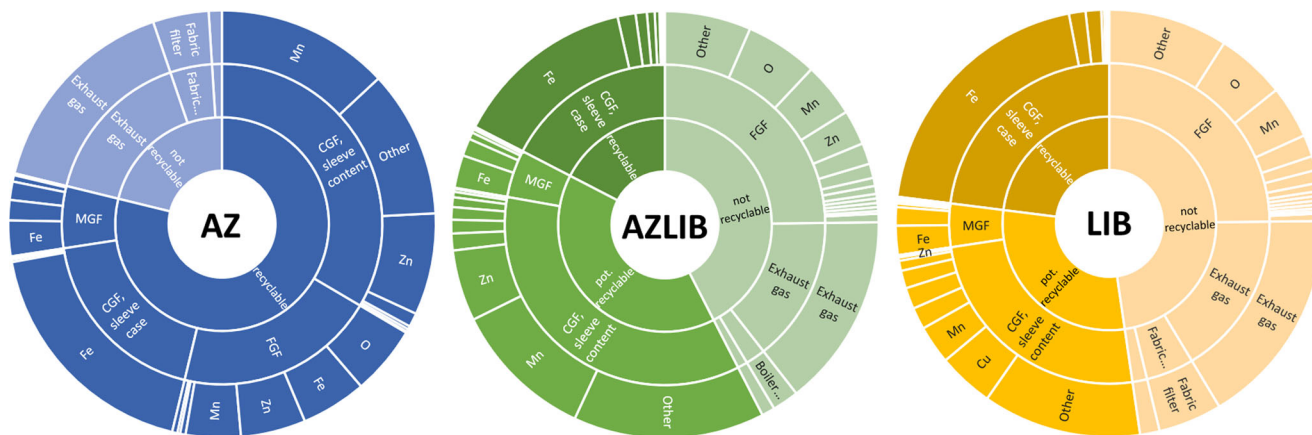 AZ
recyclable
not
recyclable
CGF,
sleeve
content
Mn
Other
Zn
FGF
O
Fe
Zn
Mn
CGF,
sleeve
case
Fe
MGF
Fe
Exhaust
gas
Exhaust
gas
Fabric...
Fabric
filter
AZLIB
not
recyclable
FGF
Other
O
Mn
Zn
Exhaust
gas
Exhaust
gas
Boiler...
pot.
recyclable
CGF,
sleeve
content
Other
Mn
Zn
MGF
Fe
recyclable
CGF,
sleeve
case
Fe
LIB
not
recyclable
FGF
Other
O
Mn
Exhaust
gas
Exhaust
gas
Fabric...
Fabric
filter
pot.
recyclable
CGF,
sleeve
content
Other
Cu
Mn
Zn
MGF
Fe
recyclable
CGF,
sleeve
case
Fe